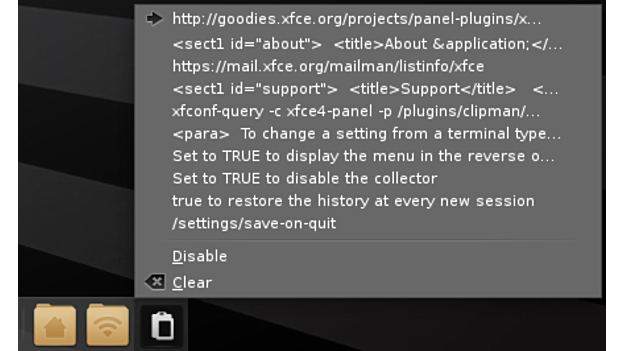 http://goodies.xfce.org/projects/panel-plugins/x...
<sect1 id="about">  <title>About &application;</...
https://mail.xfce.org/mailman/listinfo/xfce
<sect1 id="support">  <title>Support</title>   <...
xfconf-query -c xfce4-panel -p /plugins/clipman/...
<para>  To change a setting from a terminal type...
Set to TRUE to display the menu in the reverse o...
Set to TRUE to disable the collector
true to restore the history at every new session
/settings/save-on-quit
Disable
Clear